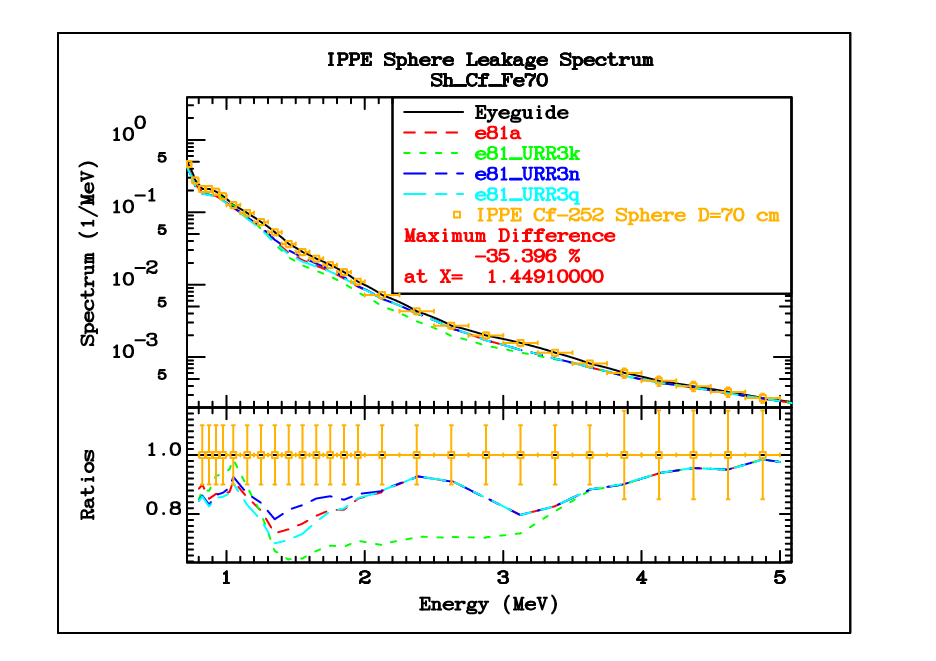 IPPE Sphere Leakage Spectrum
Sh_Cf_Fe70
Eyeguide
e81a
e81_URR3k
e81_URR3n
e81_URR3q
IPPE Cf-252 Sphere D=70 cm
Maximum Difference
-35.396 %
at X= 1.44910000
Spectrum (1/MeV)
10^0
5
10^-1
5
10^-2
5
10^-3
5
Ratios
1.0
0.8
1 2 3 4 5
Energy (MeV)